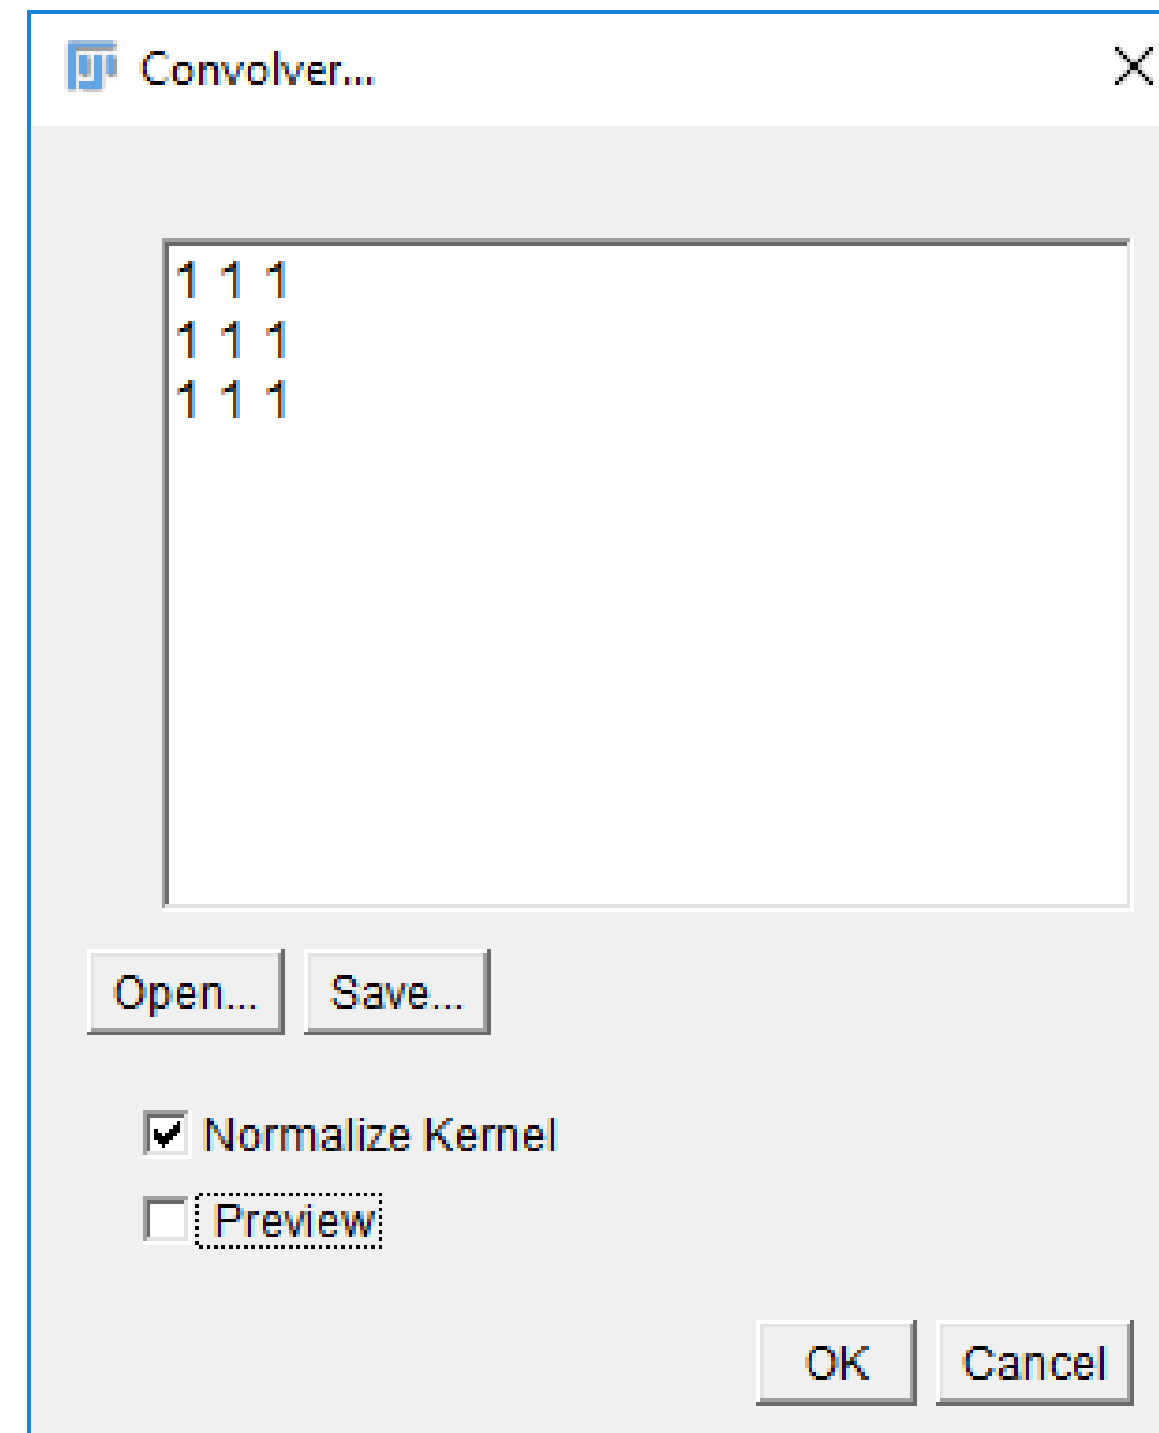 Convolver...
1 1 1
1 1 1
1 1 1
Open... Save...
Normalize Kernel
Preview
OK Cancel